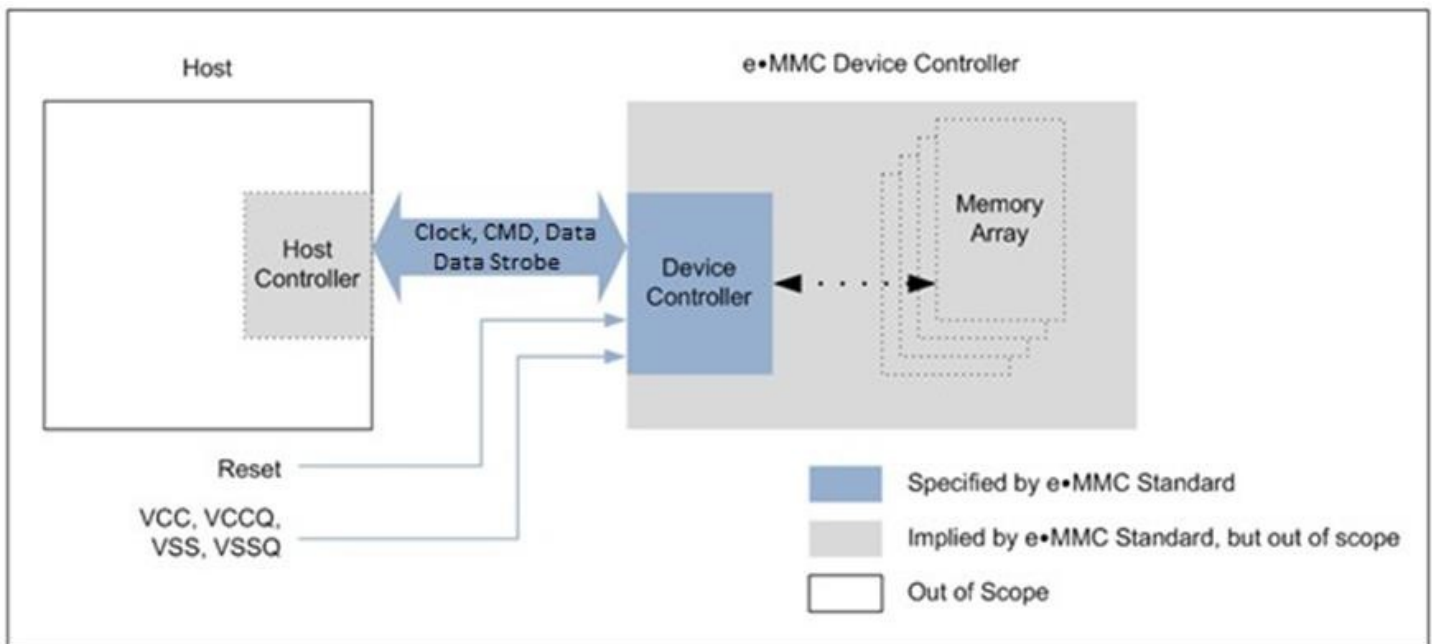 Host
e•MMC Device Controller
Host
Controller
Clock, CMD, Data
Data Strobe
Device
Controller
Memory
Array
Reset
VCC, VCCQ,
VSS, VSSQ
Specified by e•MMC Standard
Implied by e•MMC Standard, but out of scope
Out of Scope